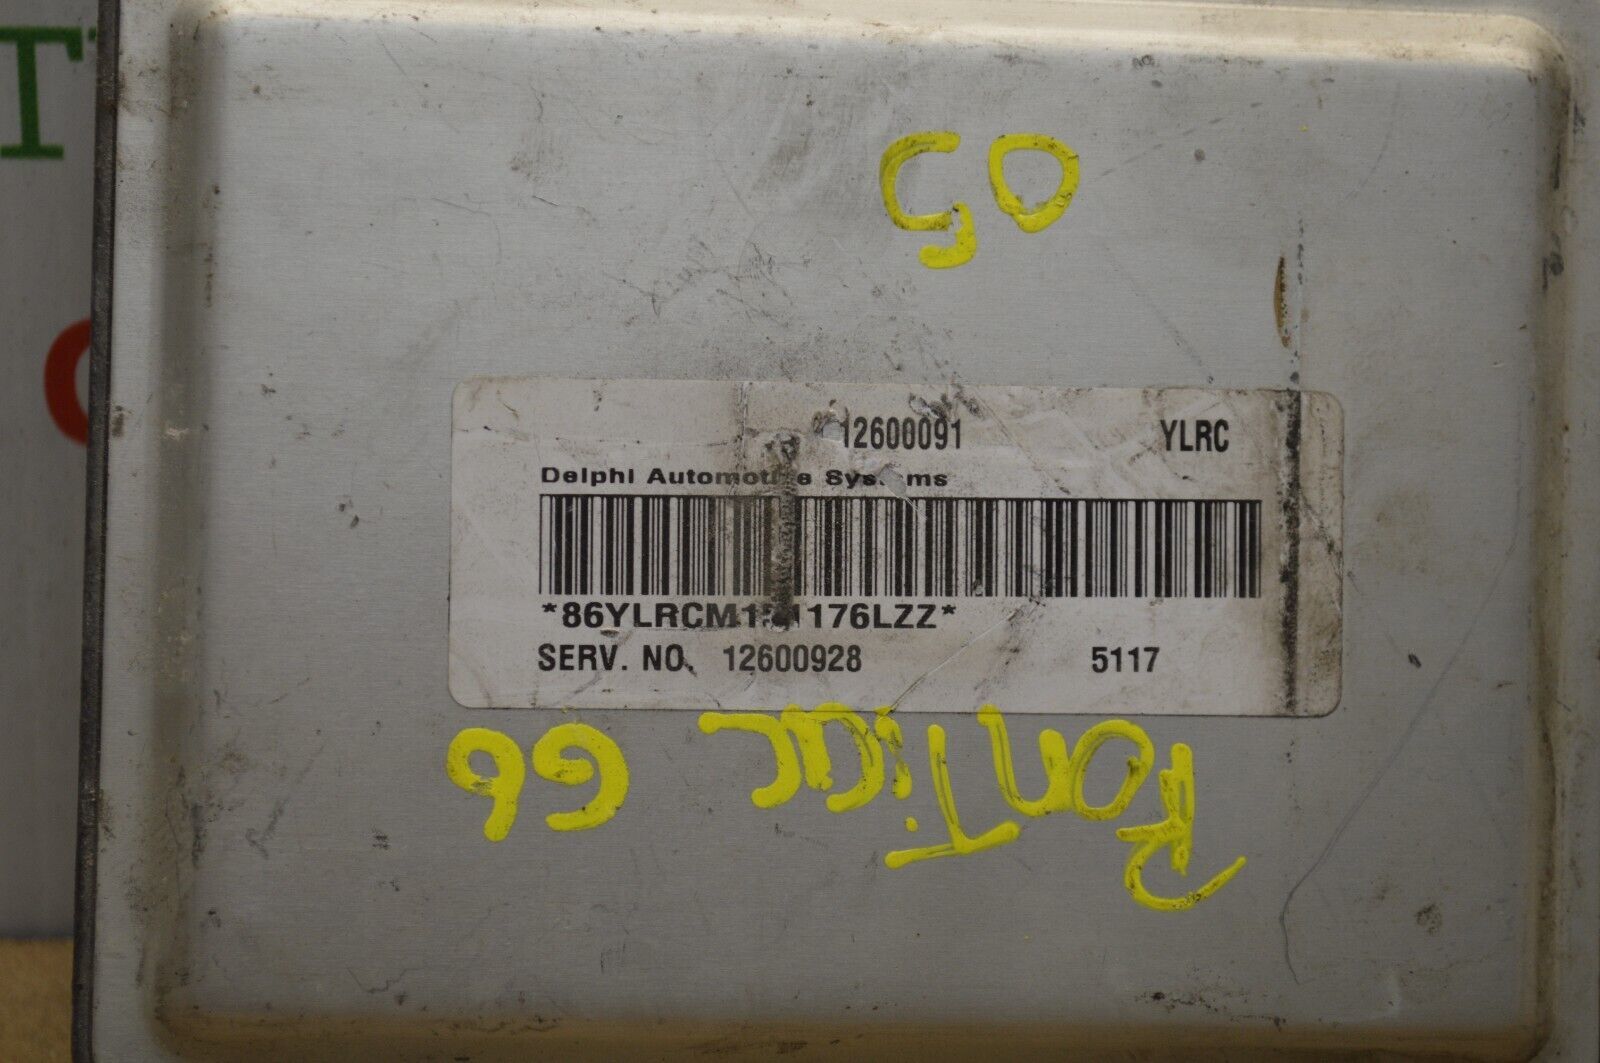 05
12600091 YLRC
Delphi Automotive Systems
SERV. NO. 12600928 5117
PONTiac G6